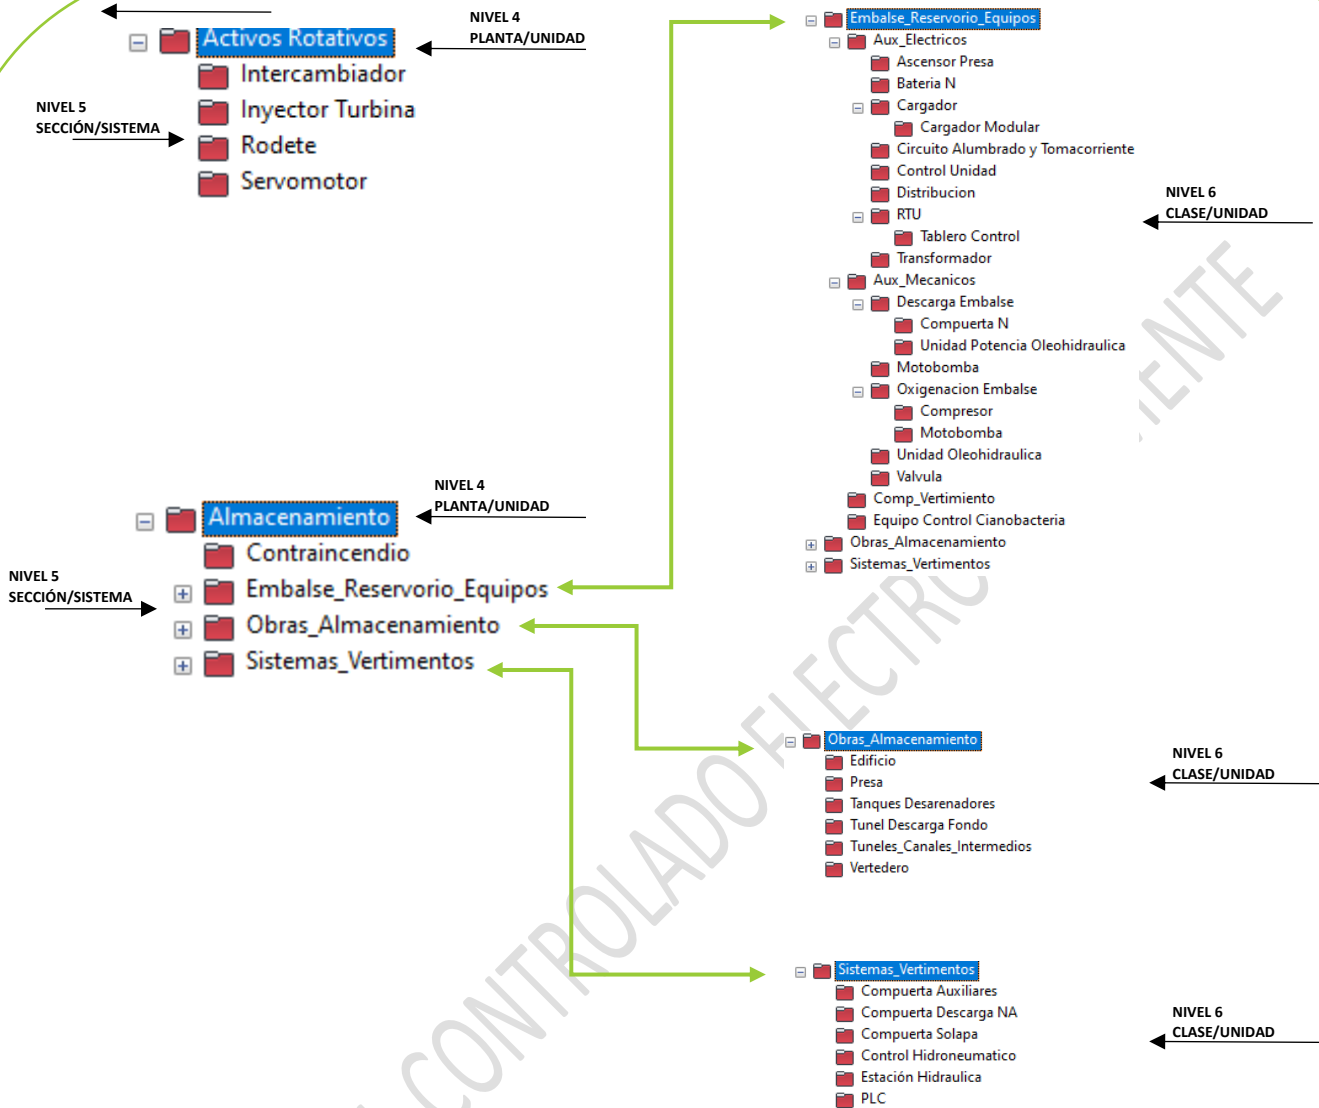 NIVEL 4
PLANTA/UNIDAD
Activos Rotativos
Intercambiador
Inyector Turbina
Rodete
Servomotor
NIVEL 5
SECCIÓN/SISTEMA
NIVEL 4
PLANTA/UNIDAD
Almacenamiento
Contraincendio
Embalse_Reservorio_Equipos
Obras_Almacenamiento
Sistemas_Vertimentos
NIVEL 5
SECCIÓN/SISTEMA
Embalse_Reservorio_Equipos
Aux_Electricos
Ascensor Presa
Bateria N
Cargador
Cargador Modular
Circuito Alumbrado y Tomacorriente
Control Unidad
Distribucion
RTU
Tablero Control
Transformador
Aux_Mecanicos
Descarga Embalse
Compuerta N
Unidad Potencia Oleohidraulica
Motobomba
Oxigenacion Embalse
Compresor
Motobomba
Unidad Oleohidraulica
Valvula
Comp_Vertimiento
Equipo Control Cianobacteria
Obras_Almacenamiento
Sistemas_Vertimentos
NIVEL 6
CLASE/UNIDAD
Obras_Almacenamiento
Edificio
Presa
Tanques Desarenadores
Tunel Descarga Fondo
Tuneles_Canales_Intermedios
Vertedero
NIVEL 6
CLASE/UNIDAD
Sistemas_Vertimentos
Compuerta Auxiliares
Compuerta Descarga NA
Compuerta Solapa
Control Hidroneumatico
Estación Hidraulica
PLC
NIVEL 6
CLASE/UNIDAD
CONTROLADO